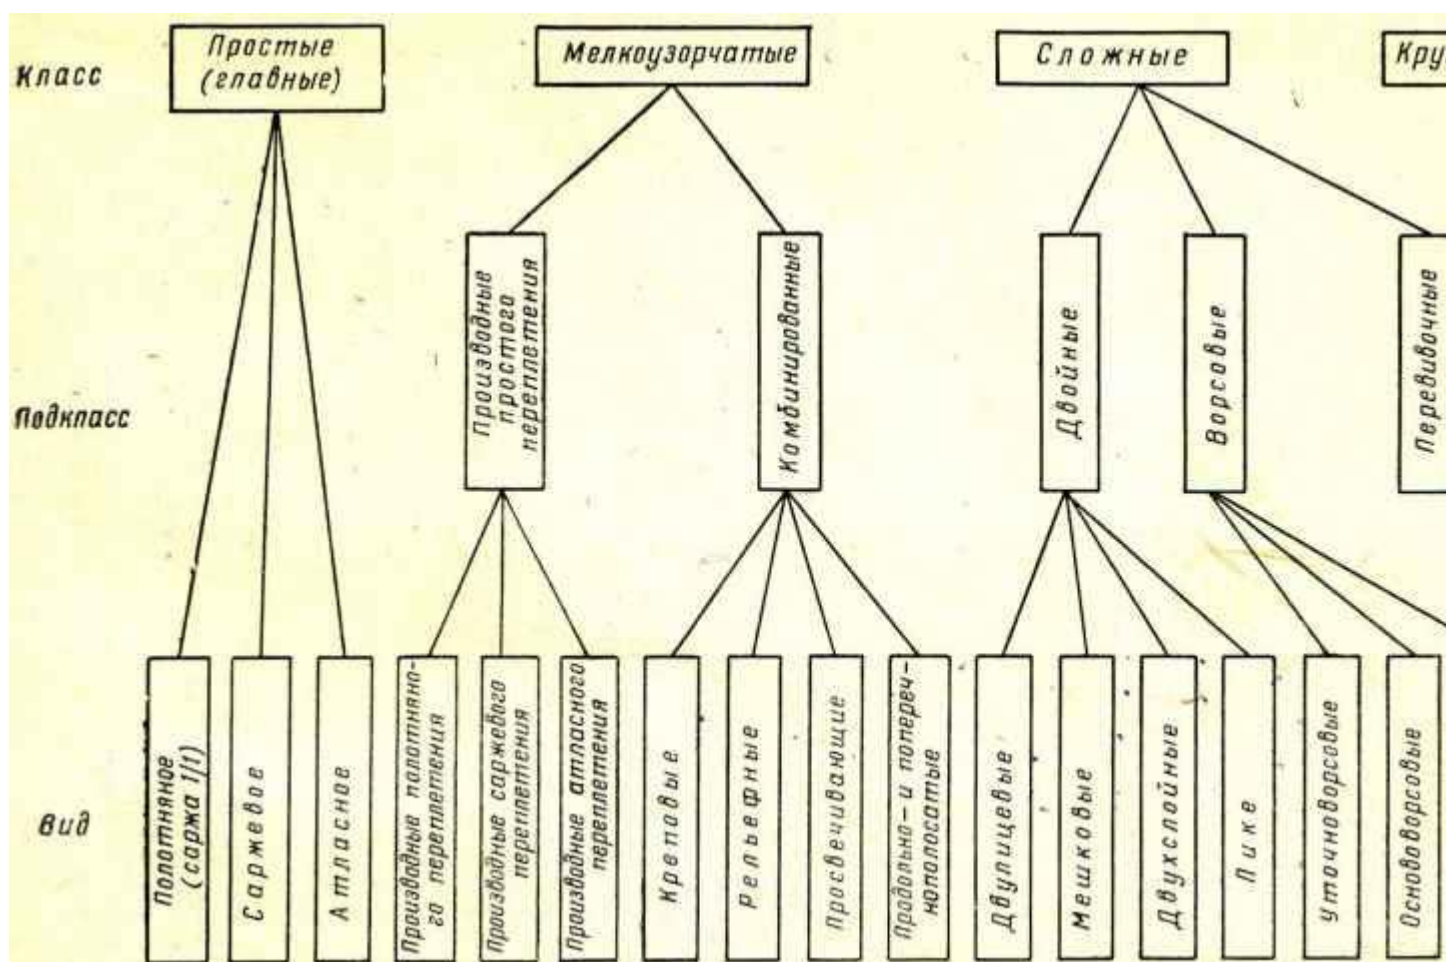 Класс
Простые
(главные)
Мелкоузорчатые
Сложные
Кру
Подкласс
Производные
простого
переплетения
Комбинированные
Двойные
Ворсовые
Перевивочные
Вид
Полотняное
(саржа 1/1)
Саржевое
Атласное
Производные полотняно-
го переплетения
Производные саржевого
переплетения
Производные атласного
переплетения
Креповые
Рельефные
Просвечивающие
Продольно- и попереч-
нополосатые
Двулицевые
Мешковые
Двухслойные
Пике
Уточноворсовые
Основоворсовые